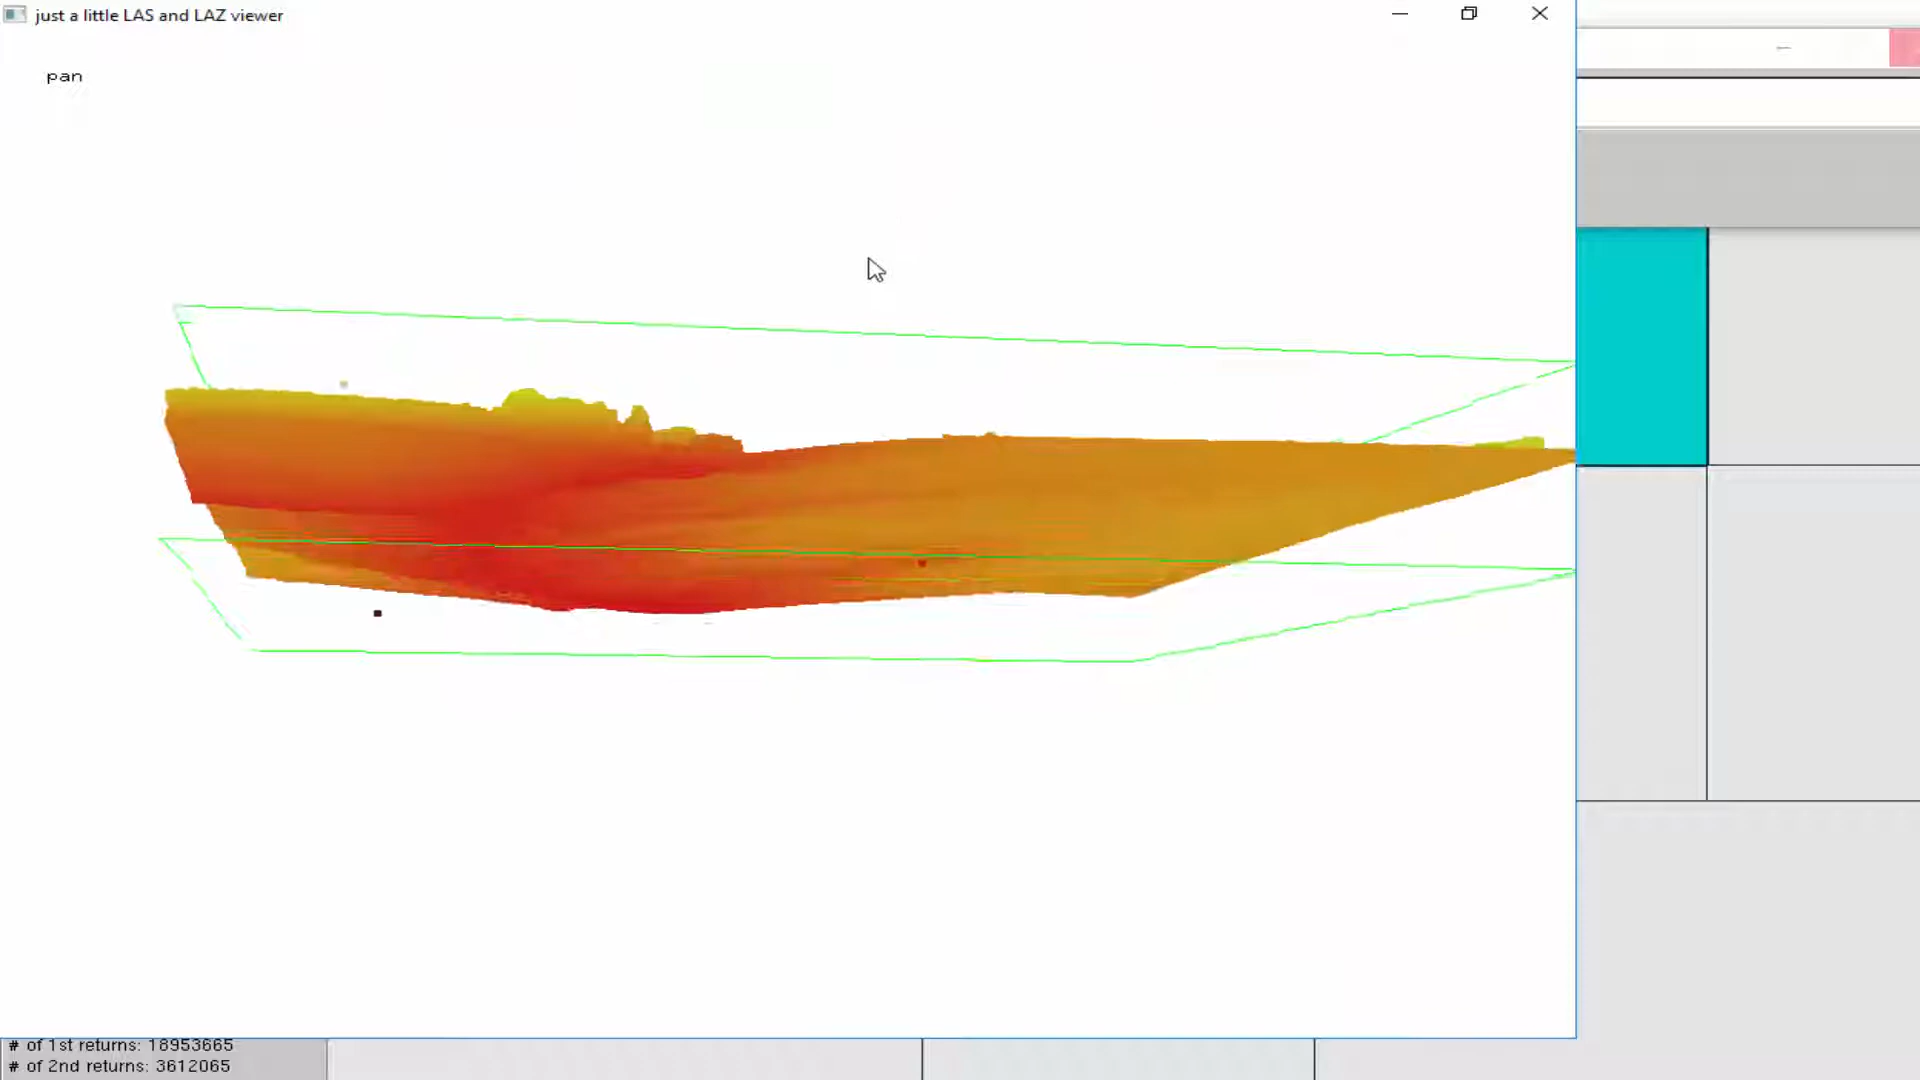 just a little LAS and LAZ viewer
pan
# of 1st returns: 18953665
# of 2nd returns: 3612065